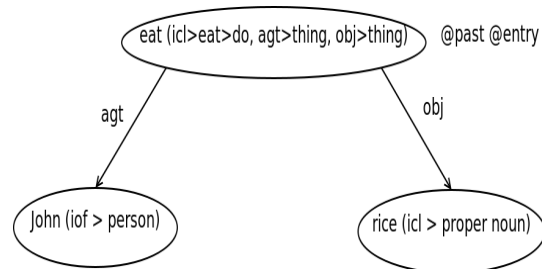 eat (icl>eat>do, agt>thing, obj>thing) @past @entry
agt
obj
John (iof > person)
rice (icl > proper noun)